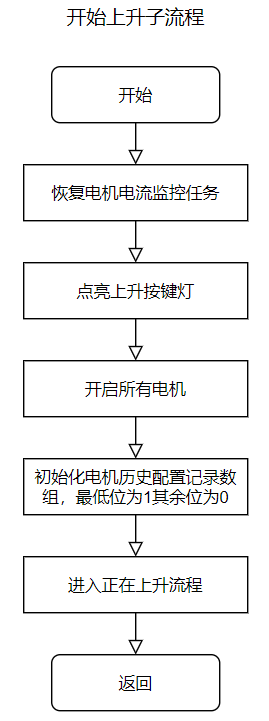 开始上升子流程
开始
恢复电机电流监控任务
点亮上升按键灯
开启所有电机
初始化电机历史配置记录数
组，最低位为1其余位为0
进入正在上升流程
返回